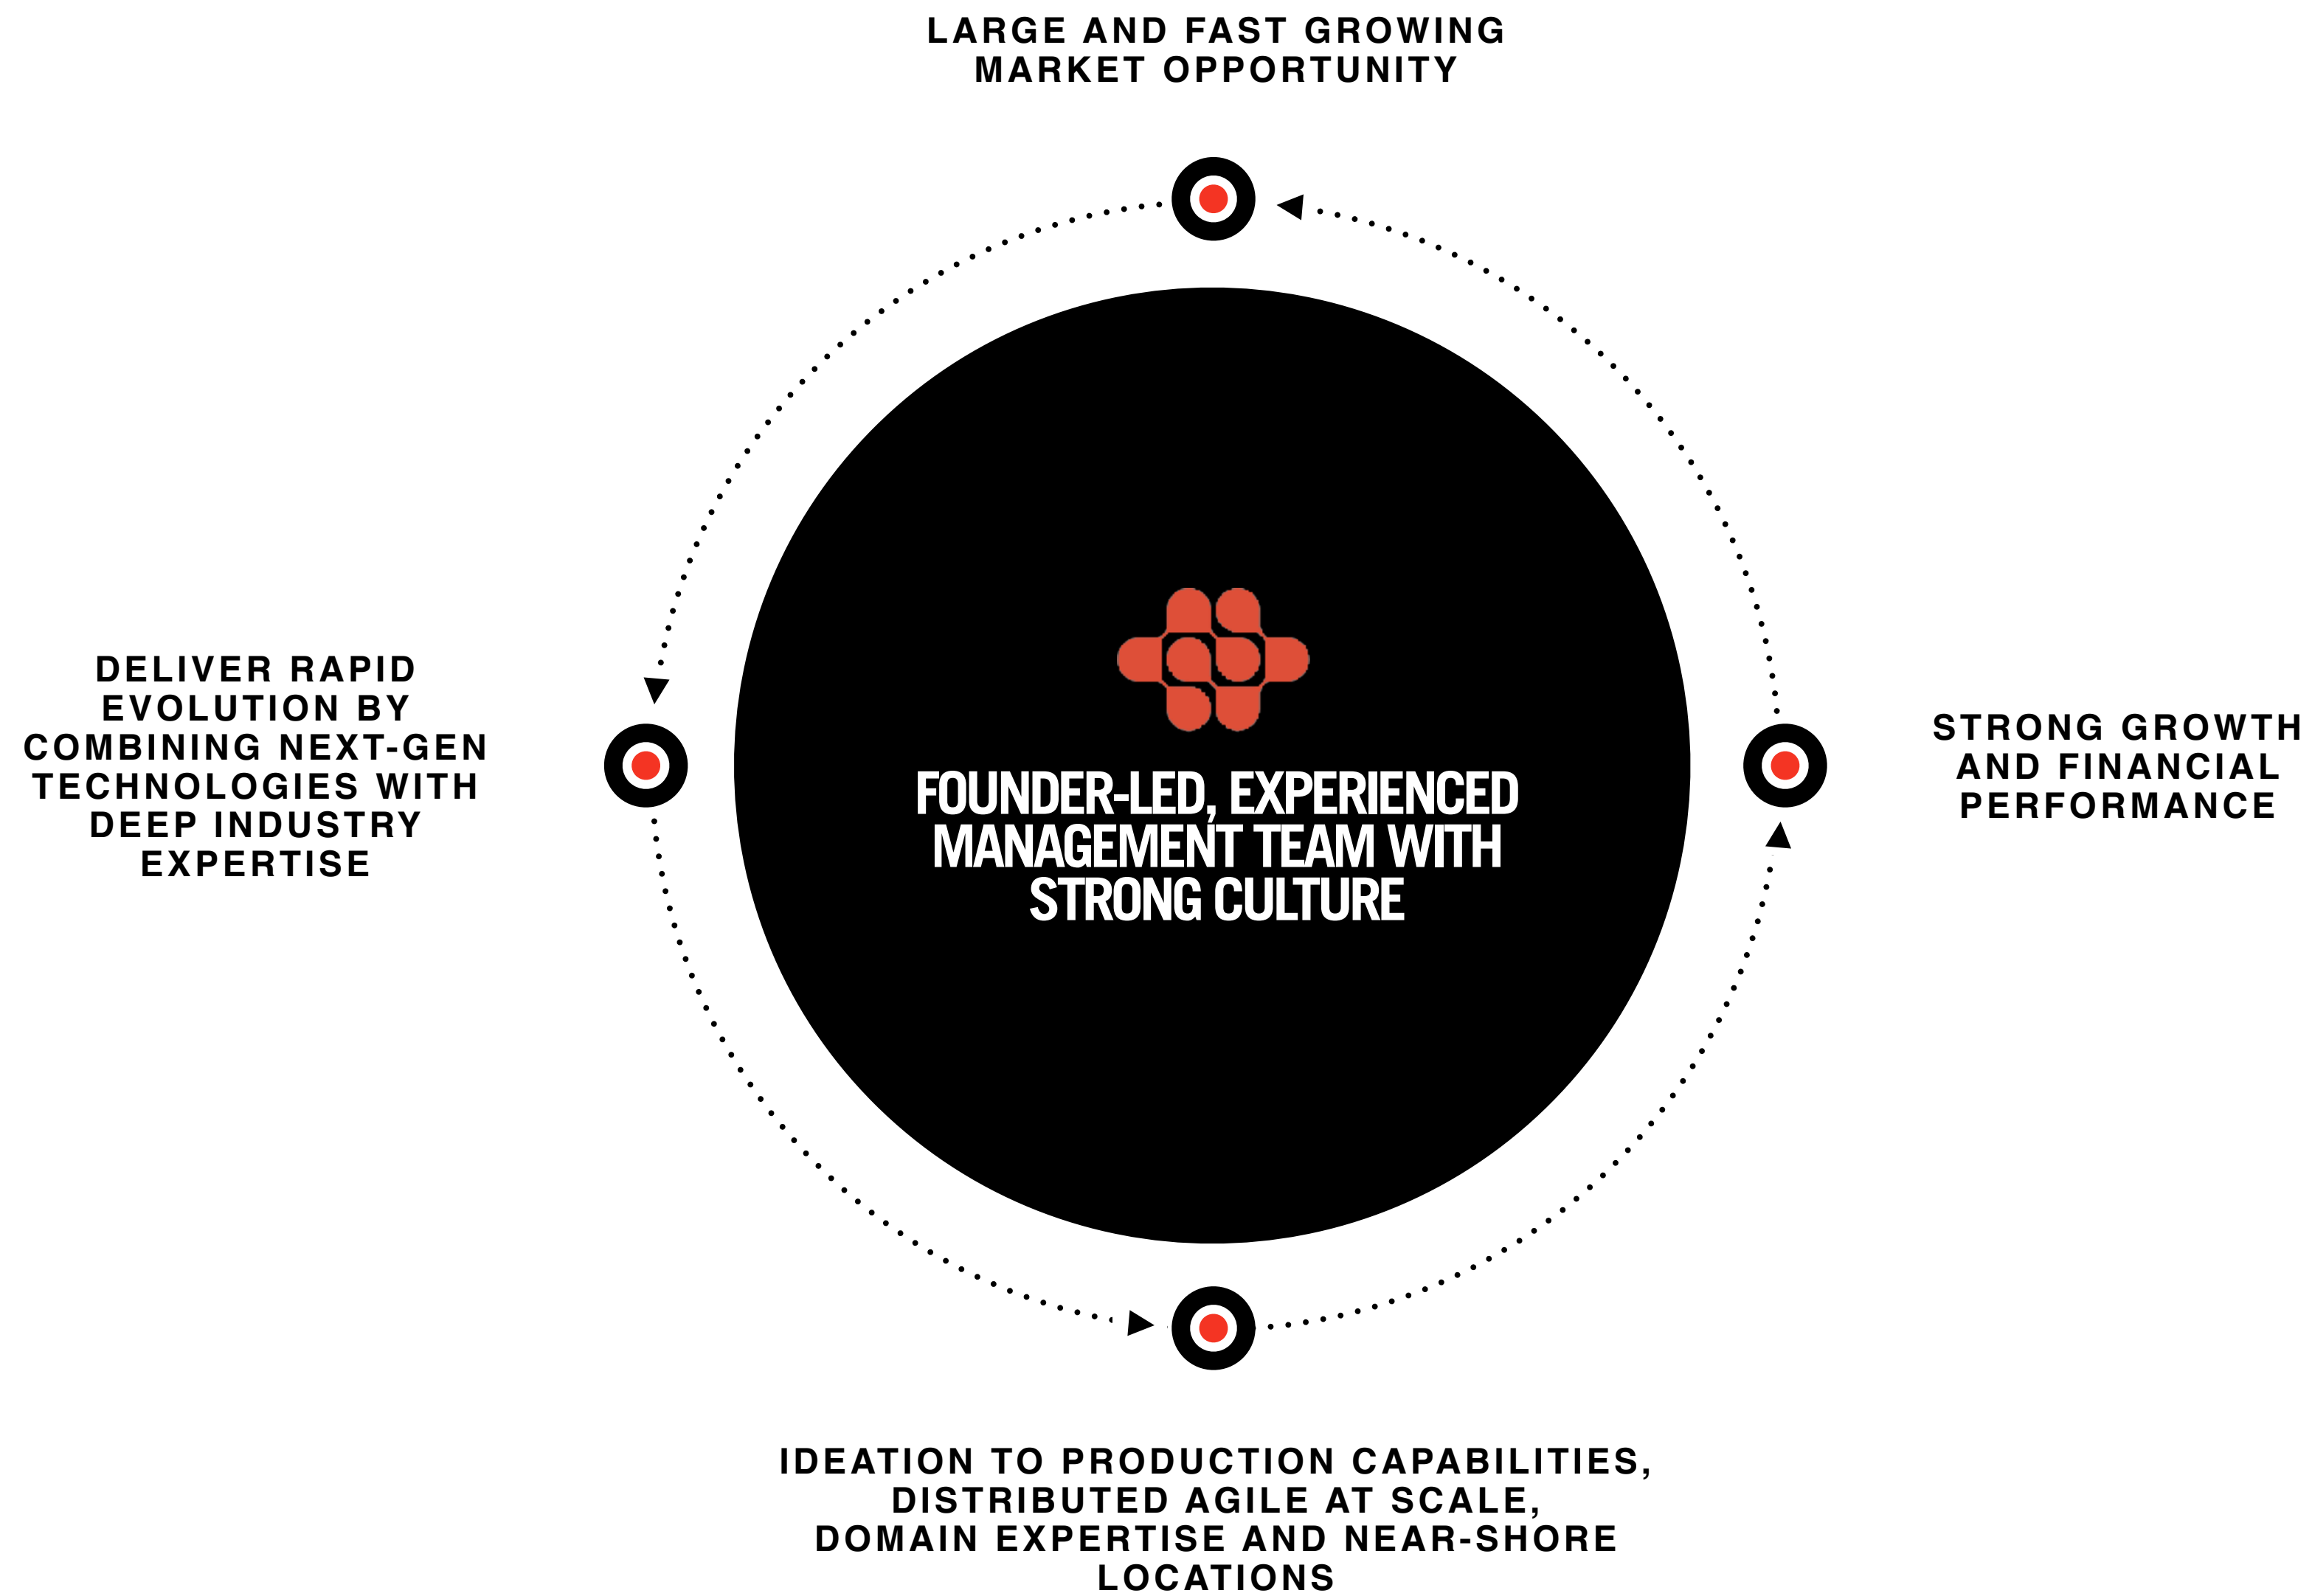 LARGE AND FAST GROWING
MARKET OPPORTUNITY
DELIVER RAPID
EVOLUTION BY
COMBINING NEXT-GEN
TECHNOLOGIES WITH
DEEP INDUSTRY
EXPERTISE
FOUNDER-LED, EXPERIENCED
MANAGEMENT TEAM WITH
STRONG CULTURE
STRONG GROWTH
AND FINANCIAL
PERFORMANCE
IDEATION TO PRODUCTION CAPABILITIES,
DISTRIBUTED AGILE AT SCALE,
DOMAIN EXPERTISE AND NEAR-SHORE
LOCATIONS